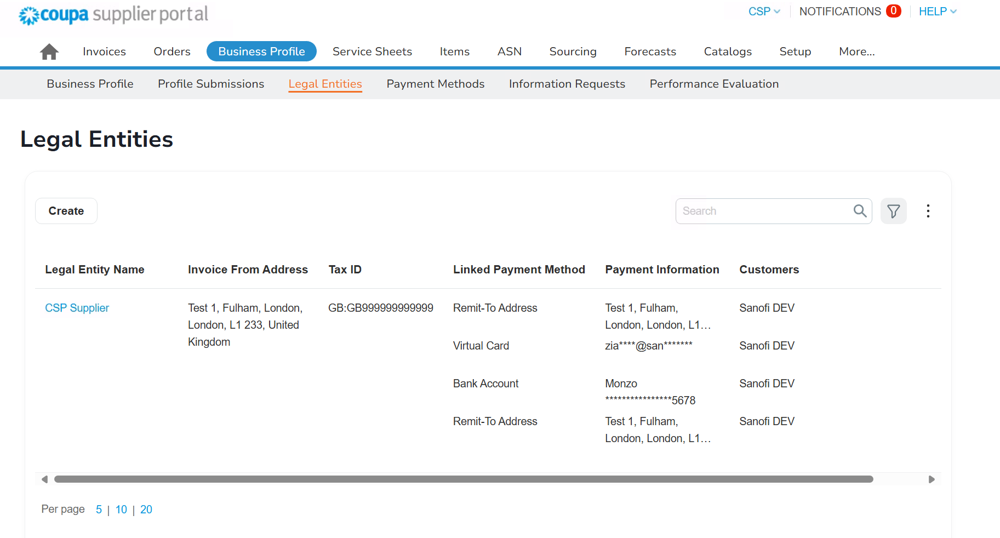 coupa supplier portal
CSP NOTIFICATIONS 0 HELP
Invoices Orders Business Profile Service Sheets Items ASN Sourcing Forecasts Catalogs Setup More...
Business Profile Profile Submissions Legal Entities Payment Methods Information Requests Performance Evaluation
Legal Entities
Create Search
Legal Entity Name Invoice From Address Tax ID Linked Payment Method Payment Information Customers
CSP Supplier Test 1, Fulham, London, GB:GB999999999999 Remit-To Address Test 1, Fulham, Sanofi DEV
London, L1 233, United London, London, L1...
Kingdom
Virtual Card zia****@san******* Sanofi DEV
Bank Account Monzo Sanofi DEV
****************5678
Remit-To Address Test 1, Fulham, Sanofi DEV
London, London, L1...
Per page 5 | 10 | 20